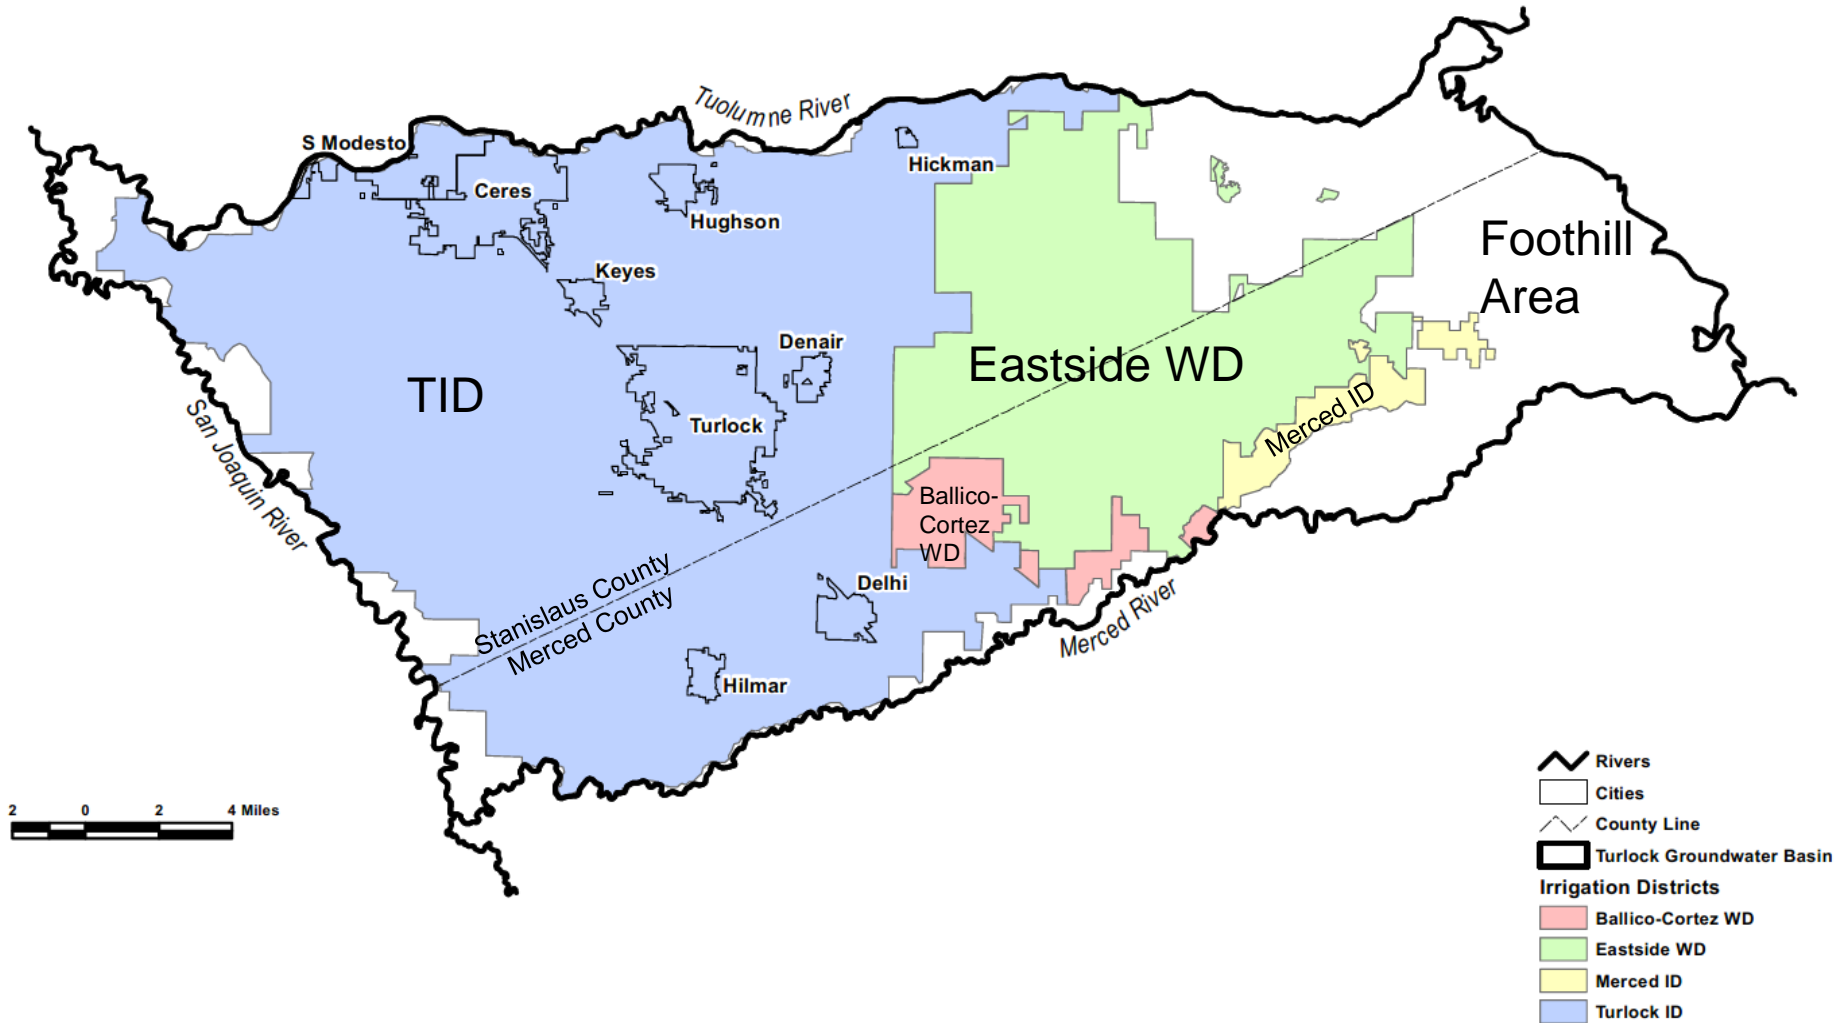 Tuolumne River
S Modesto
Hickman
Ceres
Hughson
Foothill
Area
Keyes
Denair
Eastside WD
TID
Turlock
Merced ID
San Joaquin River
Ballico-
Cortez
WD
Stanislaus County
Merced County
Delhi
Merced River
Hilmar
2 0 2 4 Miles
Rivers
Cities
County Line
Turlock Groundwater Basin
Irrigation Districts
Ballico-Cortez WD
Eastside WD
Merced ID
Turlock ID